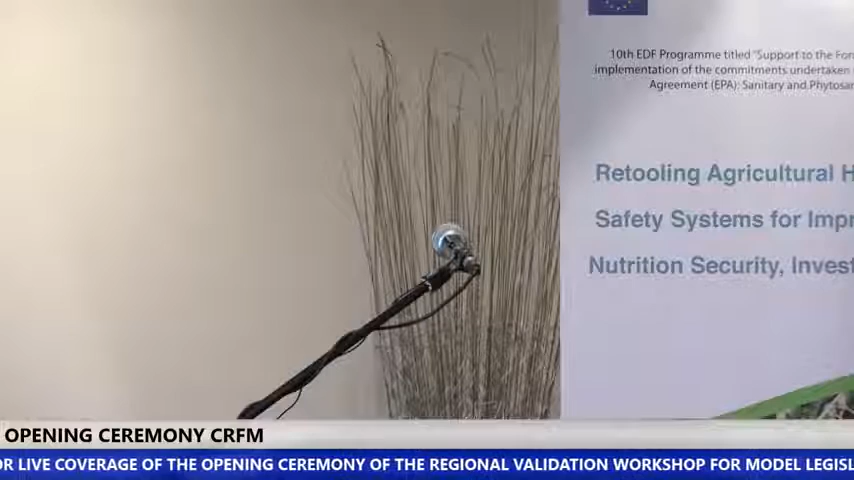 10th EDF Programme titled "Support to the For
implementation of the commitments undertaken
Agreement (EPA): Sanitary and Phytosan
Retooling Agricultural H
Safety Systems for Impr
Nutrition Security, Invest
OPENING CEREMONY CRFM
OR LIVE COVERAGE OF THE OPENING CEREMONY OF THE REGIONAL VALIDATION WORKSHOP FOR MODEL LEGISL